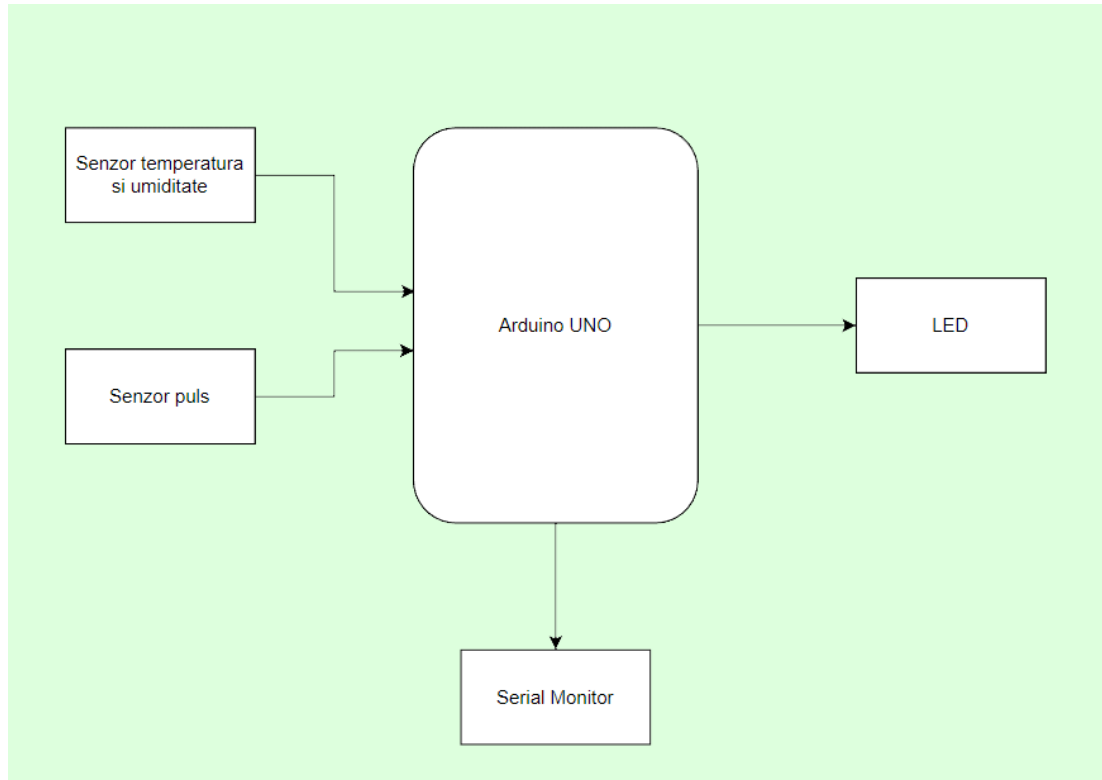 Senzor temperatura
si umiditate
Arduino UNO
LED
Senzor puls
Serial Monitor